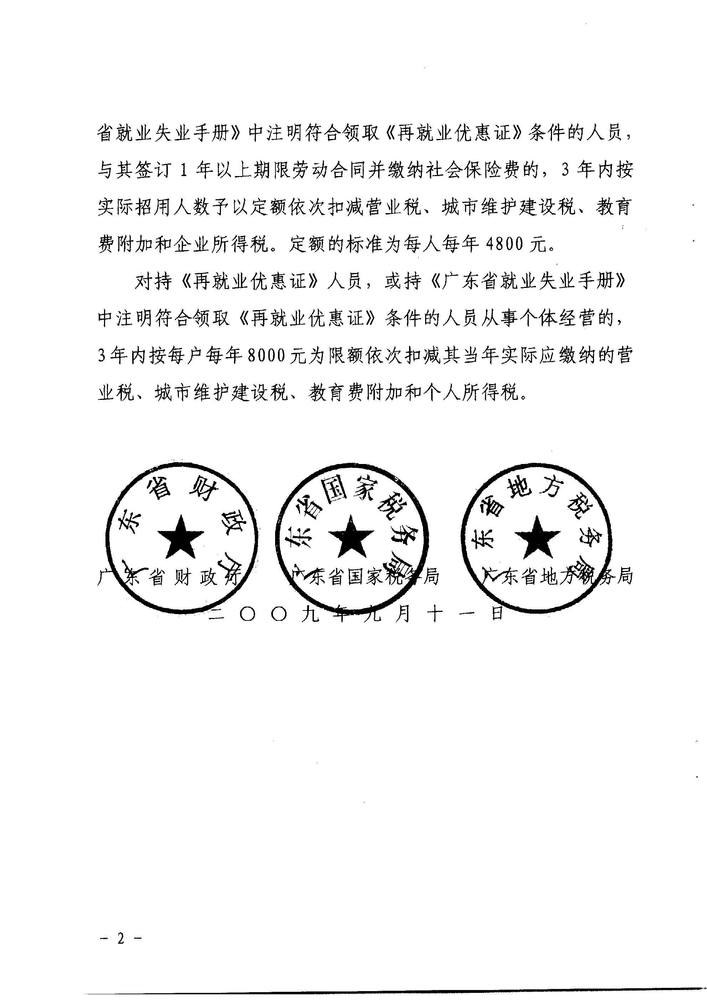 省就业失业手册》中注明符合领取《再就业优惠证》条件的人员，
与其签订 1 年以上期限劳动合同并缴纳社会保险费的，3 年内按
实际招用人数予以定额依次扣减营业税、城市维护建设税、教育
费附加和企业所得税。定额的标准为每人每年 4800 元。
对持《再就业优惠证》人员，或持《广东省就业失业手册》
中注明符合领取《再就业优惠证》条件的人员从事个体经营的，
3 年内按每户每年 8000 元为限额依次扣减其当年实际应缴纳的营
业税、城市维护建设税、教育费附加和个人所得税。
广东省财政厅
广东省国家税务局
广东省地方税务局
广东省财政厅 广东省国家税务局 广东省地方税务局
二〇〇九年九月十一日
- 2 -